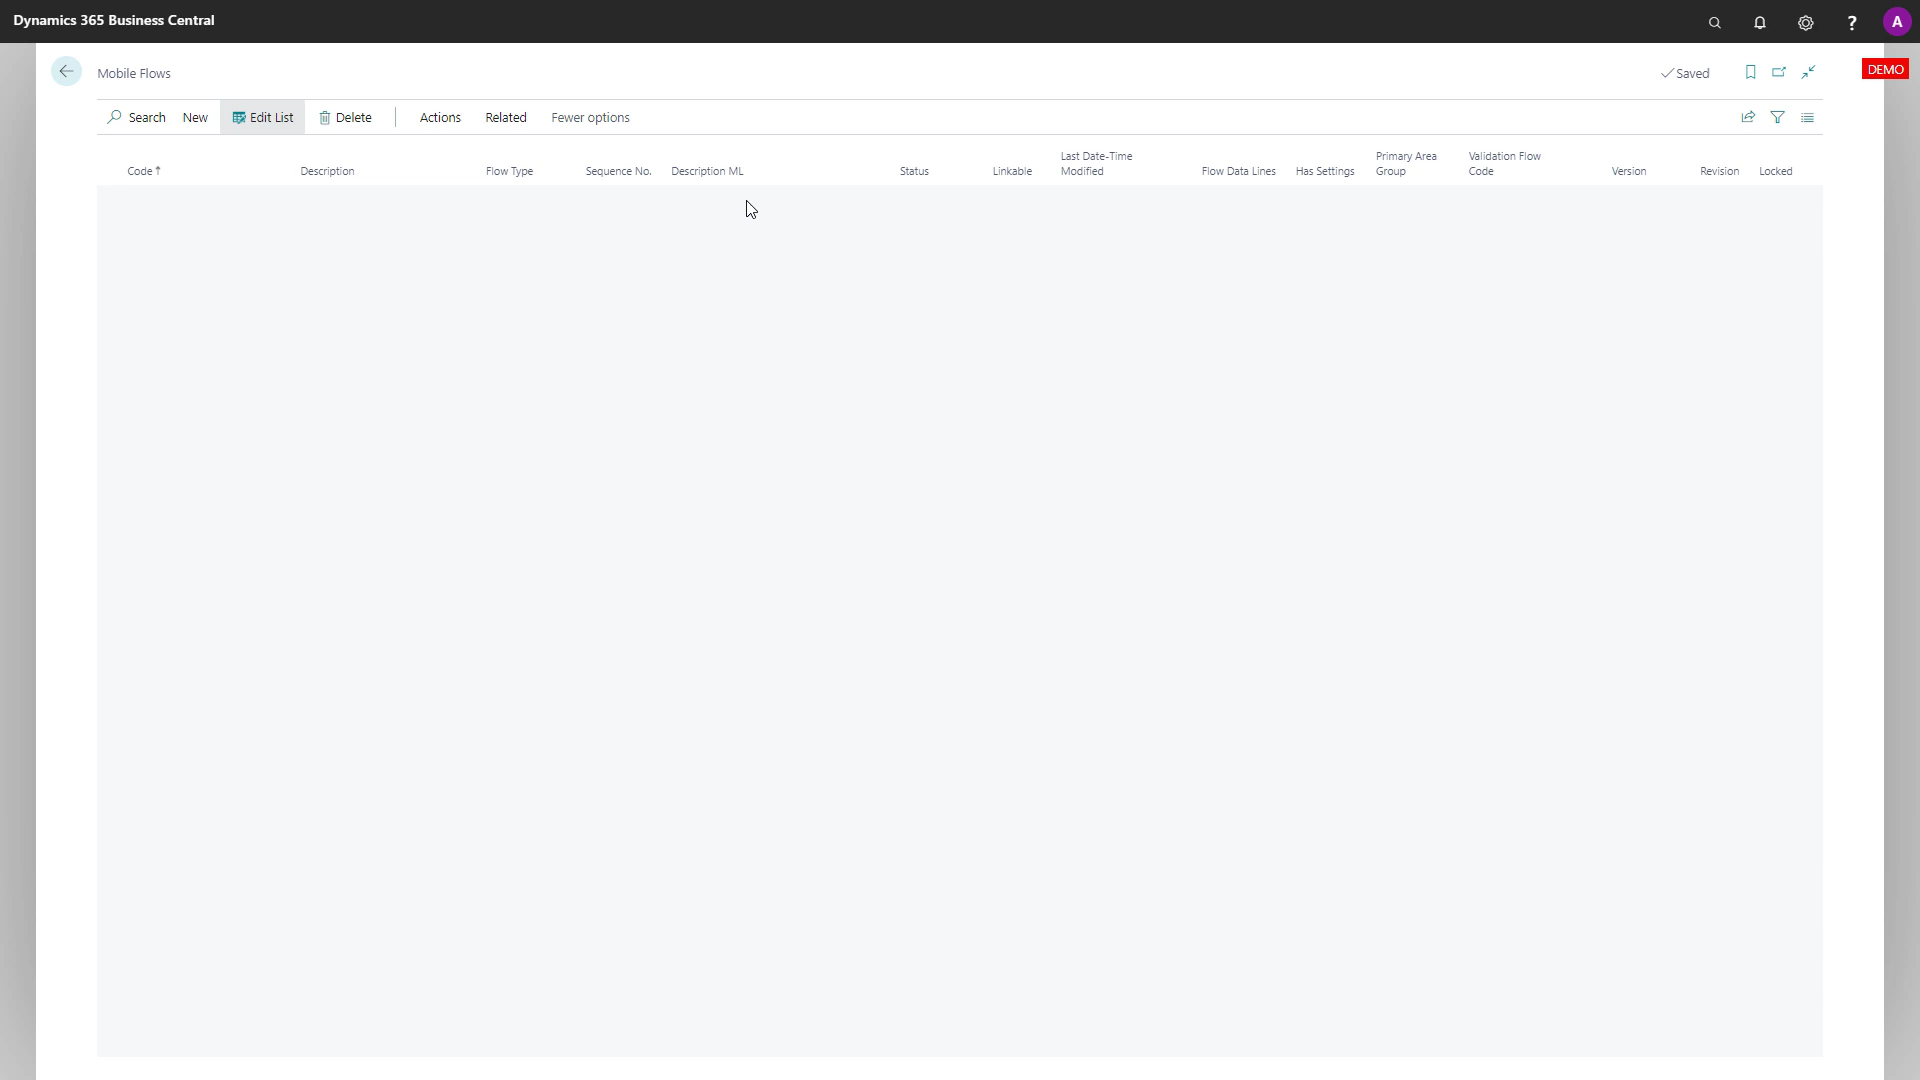 Dynamics 365 Business Central
?
A
Mobile Flows
Saved
DEMO
Search
New
Edit List
Delete
Actions
Related
Fewer options
Code ↑
Description
Flow Type
Sequence No.
Description ML
Status
Linkable
Last Date-Time
Modified
Flow Data Lines
Has Settings
Primary Area
Group
Validation Flow
Code
Version
Revision
Locked